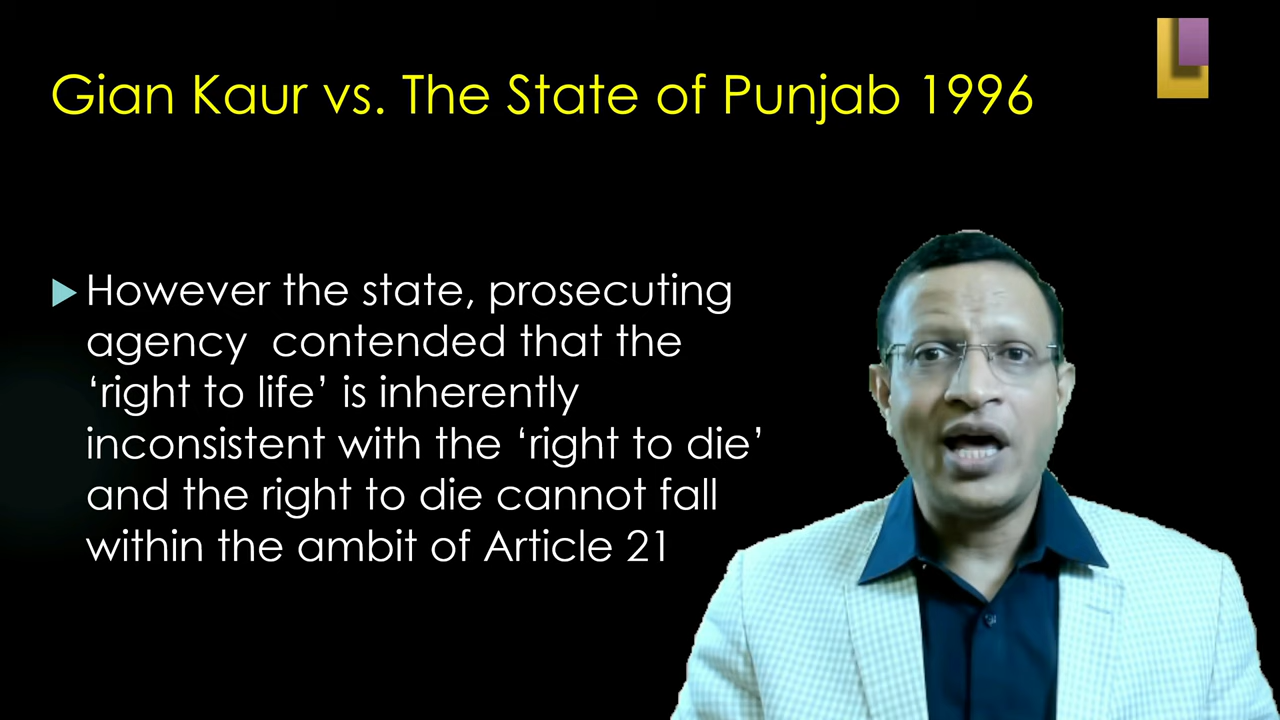 Gian Kaur vs. The State of Punjab 1996
However the state, prosecuting
agency  contended that the
‘right to life’ is inherently
inconsistent with the ‘right to die’
and the right to die cannot fall
within the ambit of Article 21